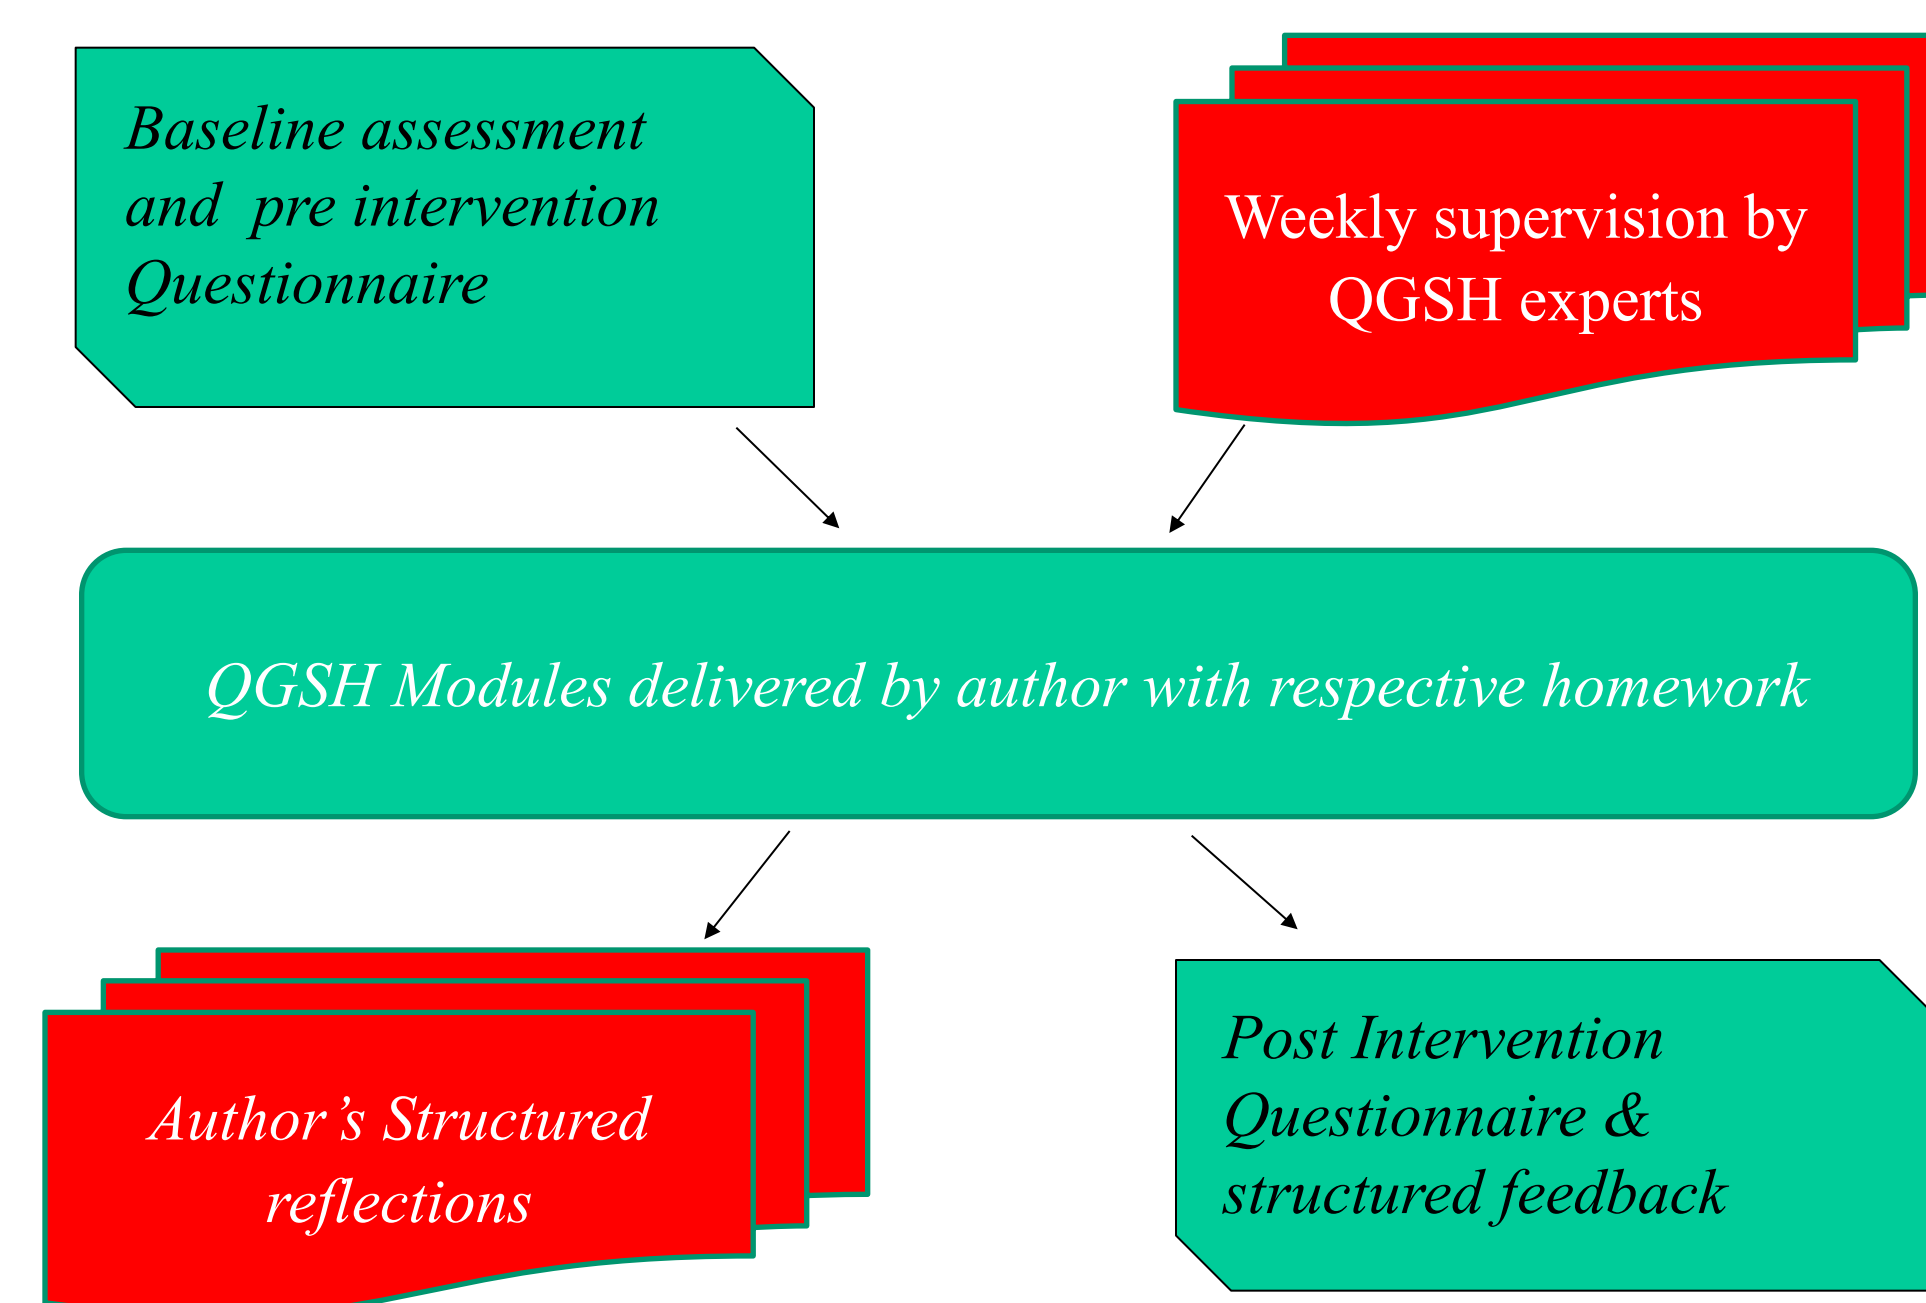 Baseline assessment
and  pre intervention
Questionnaire
Weekly supervision by
QGSH experts
QGSH Modules delivered by author with respective homework
Author’s Structured
reflections
Post Intervention
Questionnaire &
structured feedback